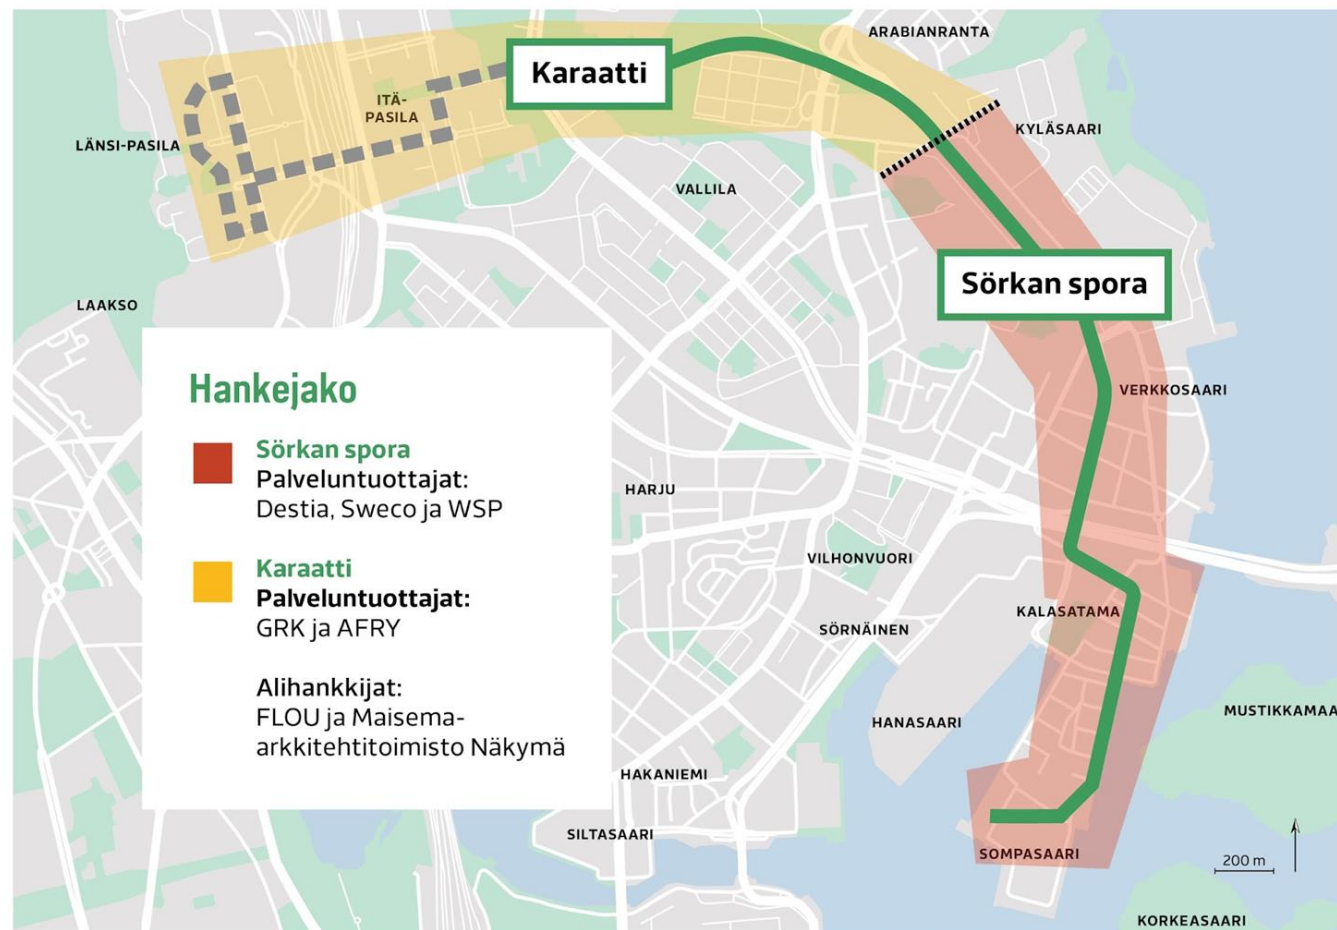 ARABIANRANTA
Karaatti
ITÄ-
PASILA
KYLÄSAARI
LÄNSI-PASILA
VALLILA
Sörkan spora
LAAKSO
Hankejako
Sörkan spora
Palveluntuottajat:
Destia, Sweco ja WSP
Karaatti
Palveluntuottajat:
GRK ja AFRY
Alihankkijat:
FLOU ja Maisema-
arkkitehtitoimisto Näkymä
VERKKOSAARI
HARJU
VILHONVUORI
KALASATAMA
SÖRNÄINEN
MUSTIKKAMAA
HANASAARI
HAKANIEMI
SILTASAARI
SOMPASAARI
200 m
KORKEASAARI